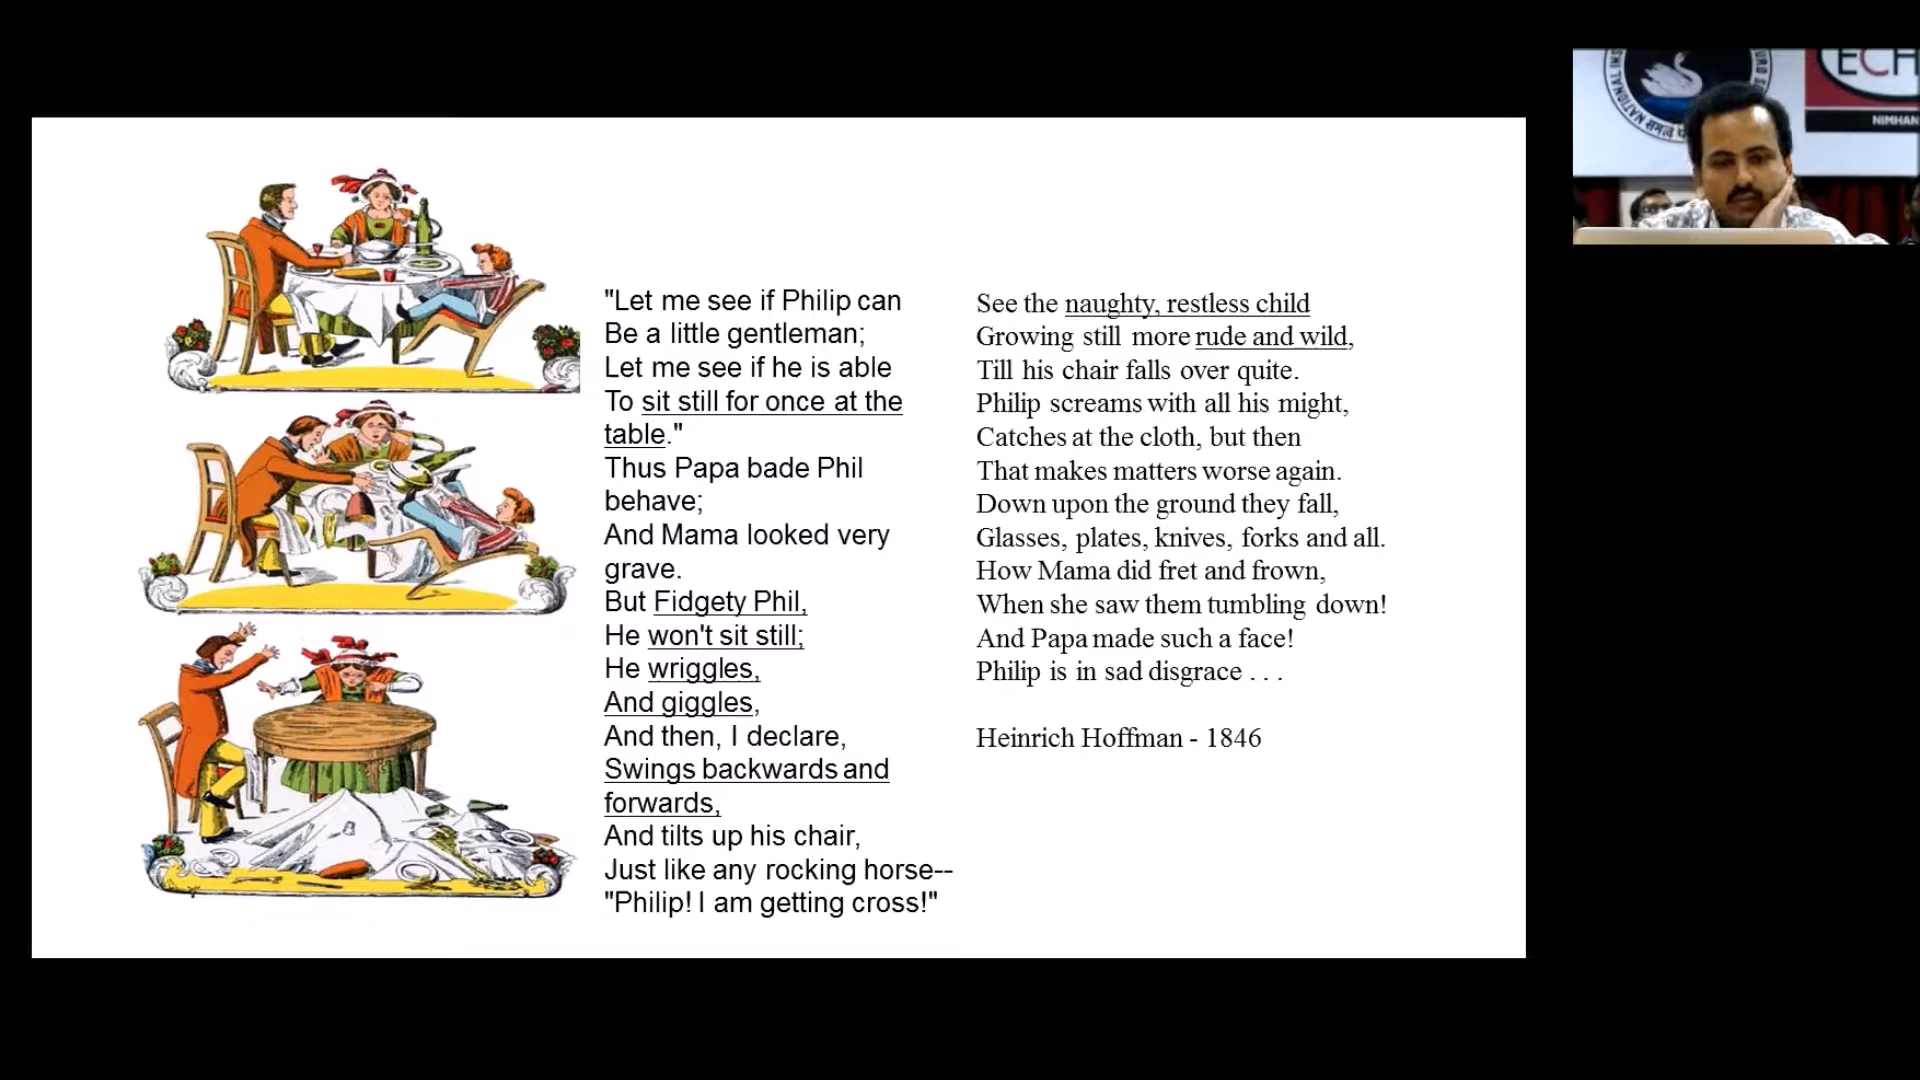 "Let me see if Philip can
Be a little gentleman;
Let me see if he is able
To sit still for once at the
table."
Thus Papa bade Phil
behave;
And Mama looked very
grave.
But Fidgety Phil,
He won't sit still;
He wriggles,
And giggles,
And then, I declare,
Swings backwards and
forwards,
And tilts up his chair,
Just like any rocking horse--
"Philip! I am getting cross!"
See the naughty, restless child
Growing still more rude and wild,
Till his chair falls over quite.
Philip screams with all his might,
Catches at the cloth, but then
That makes matters worse again.
Down upon the ground they fall,
Glasses, plates, knives, forks and all.
How Mama did fret and frown,
When she saw them tumbling down!
And Papa made such a face!
Philip is in sad disgrace . . .
Heinrich Hoffman - 1846
NATIONAL INS
ECH
NIMHAN